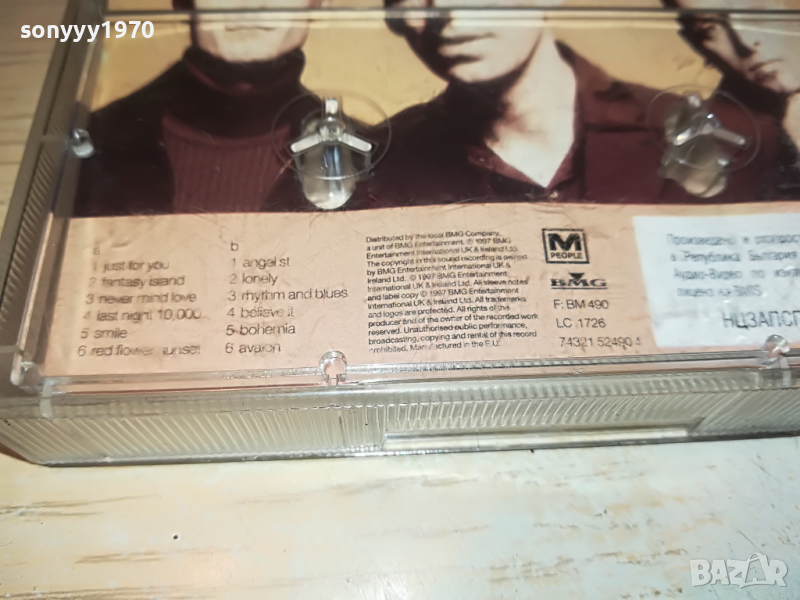 sonyyy1970
a
1 just for you
2 fantasy island
3 never mind love
4 last night 10,000
5 smile
6 red flower sunset
b
1 angel st
2 lonely
3 rhythm and blues
4 believe it
5 bohemia
6 avalon
Distributed by the local BMG Company,
a unit of BMG Entertainment. ℗ 1997 BMG
Entertainment International UK & Ireland Ltd.
The copyright in this sound recording is owned
by BMG Entertainment International UK &
Ireland Ltd. © 1997 BMG Entertainment
International UK & Ireland Ltd. All sleeve notes
and label copy © 1997 BMG Entertainment
International UK & Ireland Ltd. All trademarks
and logos are protected. All rights of the
producer and of the owner of the recorded work
reserved. Unauthorised public performance,
broadcasting, copying and rental of this record
prohibited. Manufactured in the E.U.
M
PEOPLE
BMG
F: BM 490
LC 1726
74321 52490 4
Произведено и разпрост
в Република България
Аудио-Видео по
лиценз на BMG
НЦЗАПСП
BAZAR